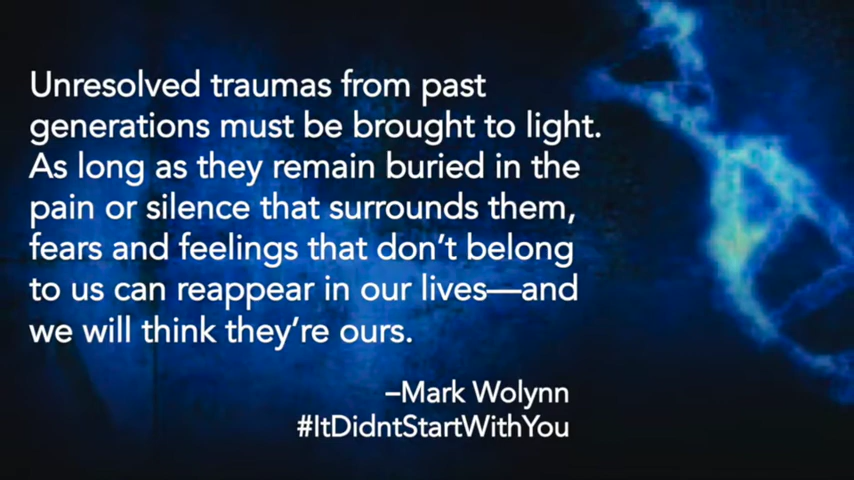 Unresolved traumas from past
generations must be brought to light.
As long as they remain buried in the
pain or silence that surrounds them,
fears and feelings that don’t belong
to us can reappear in our lives—and
we will think they’re ours.
–Mark Wolynn
#ItDidntStartWithYou